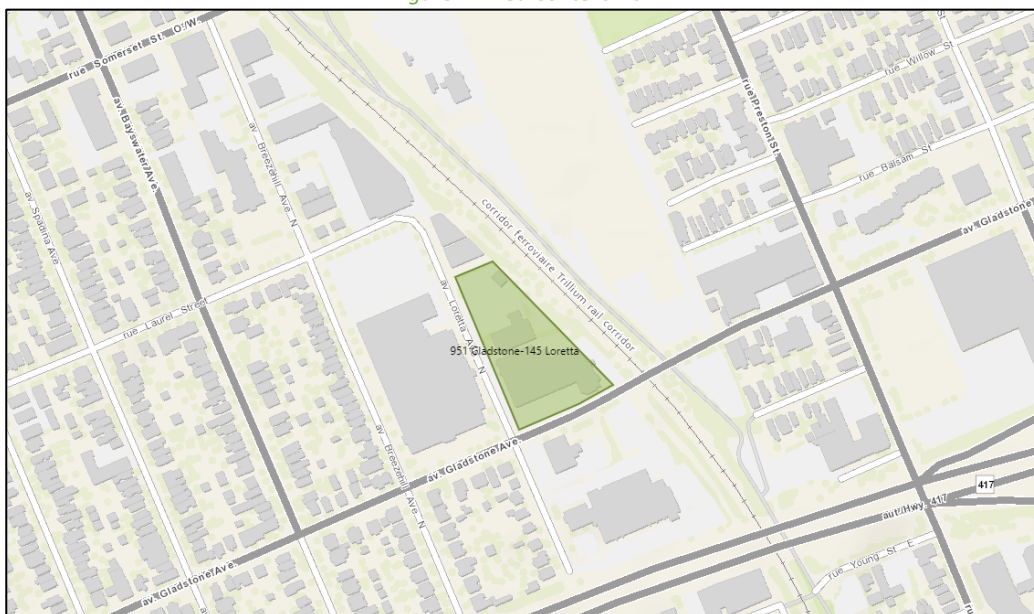 rue Somerset St. O./W.
rue Willow St
av. Bayswater Ave.
av Breezehill Ave N
rue Preston St.
rue Balsam St
av Spadina Ave
av. Gladstone
corridor ferroviaire Trillium rail corridor
rue Laurel Street
av Loretta Ave N
951 Gladstone-145 Loretta
av. Gladstone Ave.
av Breezehill Ave N
417
aut. Hwy. 417
rue Young St E
av. Gladstone Ave.
rue